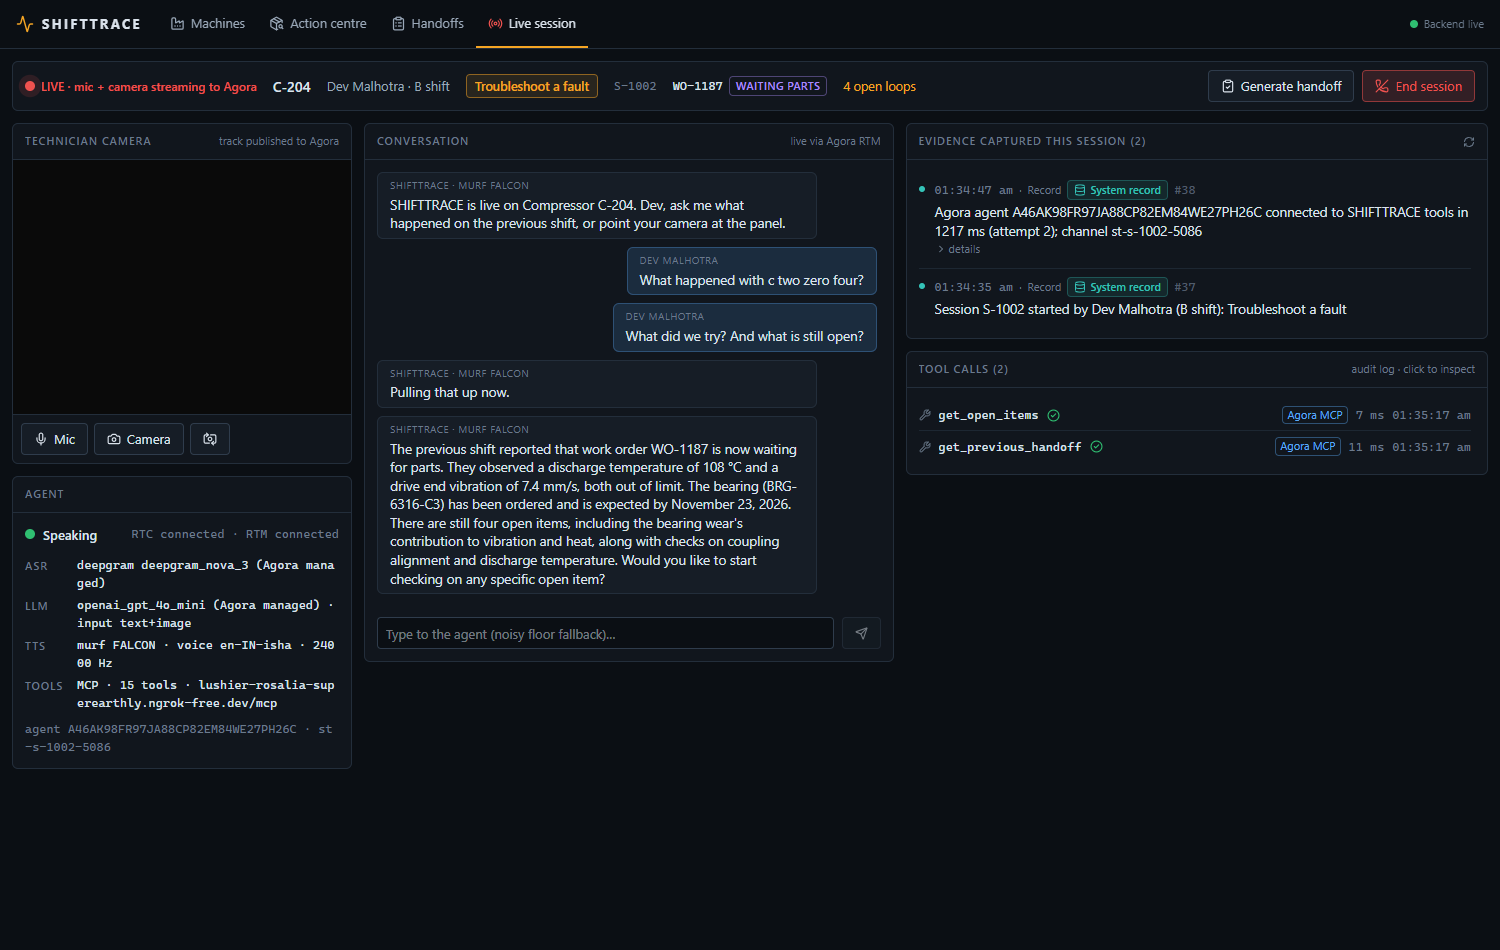 SHIFTTRACE
Machines
Action centre
Handoffs
Live session
Backend live
LIVE · mic + camera streaming to Agora
C-204
Dev Malhotra · B shift
Troubleshoot a fault
S-1002
WO-1187
WAITING PARTS
4 open loops
Generate handoff
End session
TECHNICIAN CAMERA
track published to Agora
Mic
Camera
AGENT
Speaking
RTC connected · RTM connected
ASR
deepgram deepgram_nova_3 (Agora mana
ged)
LLM
openai_gpt_4o_mini (Agora managed) ·
input text+image
TTS
murf FALCON · voice en-IN-isha · 240
00 Hz
TOOLS
MCP · 15 tools · lushier-rosalia-sup
erearthly.ngrok-free.dev/mcp
agent A46AK98FR97JA88CP82EM84WE27PH26C · st
-s-1002-5086
CONVERSATION
live via Agora RTM
SHIFTTRACE · MURF FALCON
SHIFTTRACE is live on Compressor C-204. Dev, ask me what
happened on the previous shift, or point your camera at the panel.
DEV MALHOTRA
What happened with c two zero four?
DEV MALHOTRA
What did we try? And what is still open?
SHIFTTRACE · MURF FALCON
Pulling that up now.
SHIFTTRACE · MURF FALCON
The previous shift reported that work order WO-1187 is now waiting
for parts. They observed a discharge temperature of 108 °C and a
drive end vibration of 7.4 mm/s, both out of limit. The bearing (BRG-
6316-C3) has been ordered and is expected by November 23, 2026.
There are still four open items, including the bearing wear's
contribution to vibration and heat, along with checks on coupling
alignment and discharge temperature. Would you like to start
checking on any specific open item?
Type to the agent (noisy floor fallback)...
EVIDENCE CAPTURED THIS SESSION (2)
01:34:47 am · Record
System record
#38
Agora agent A46AK98FR97JA88CP82EM84WE27PH26C connected to SHIFTTRACE tools in
1217 ms (attempt 2); channel st-s-1002-5086
details
01:34:35 am · Record
System record
#37
Session S-1002 started by Dev Malhotra (B shift): Troubleshoot a fault
TOOL CALLS (2)
audit log · click to inspect
get_open_items
Agora MCP
7 ms 01:35:17 am
get_previous_handoff
Agora MCP
11 ms 01:35:17 am